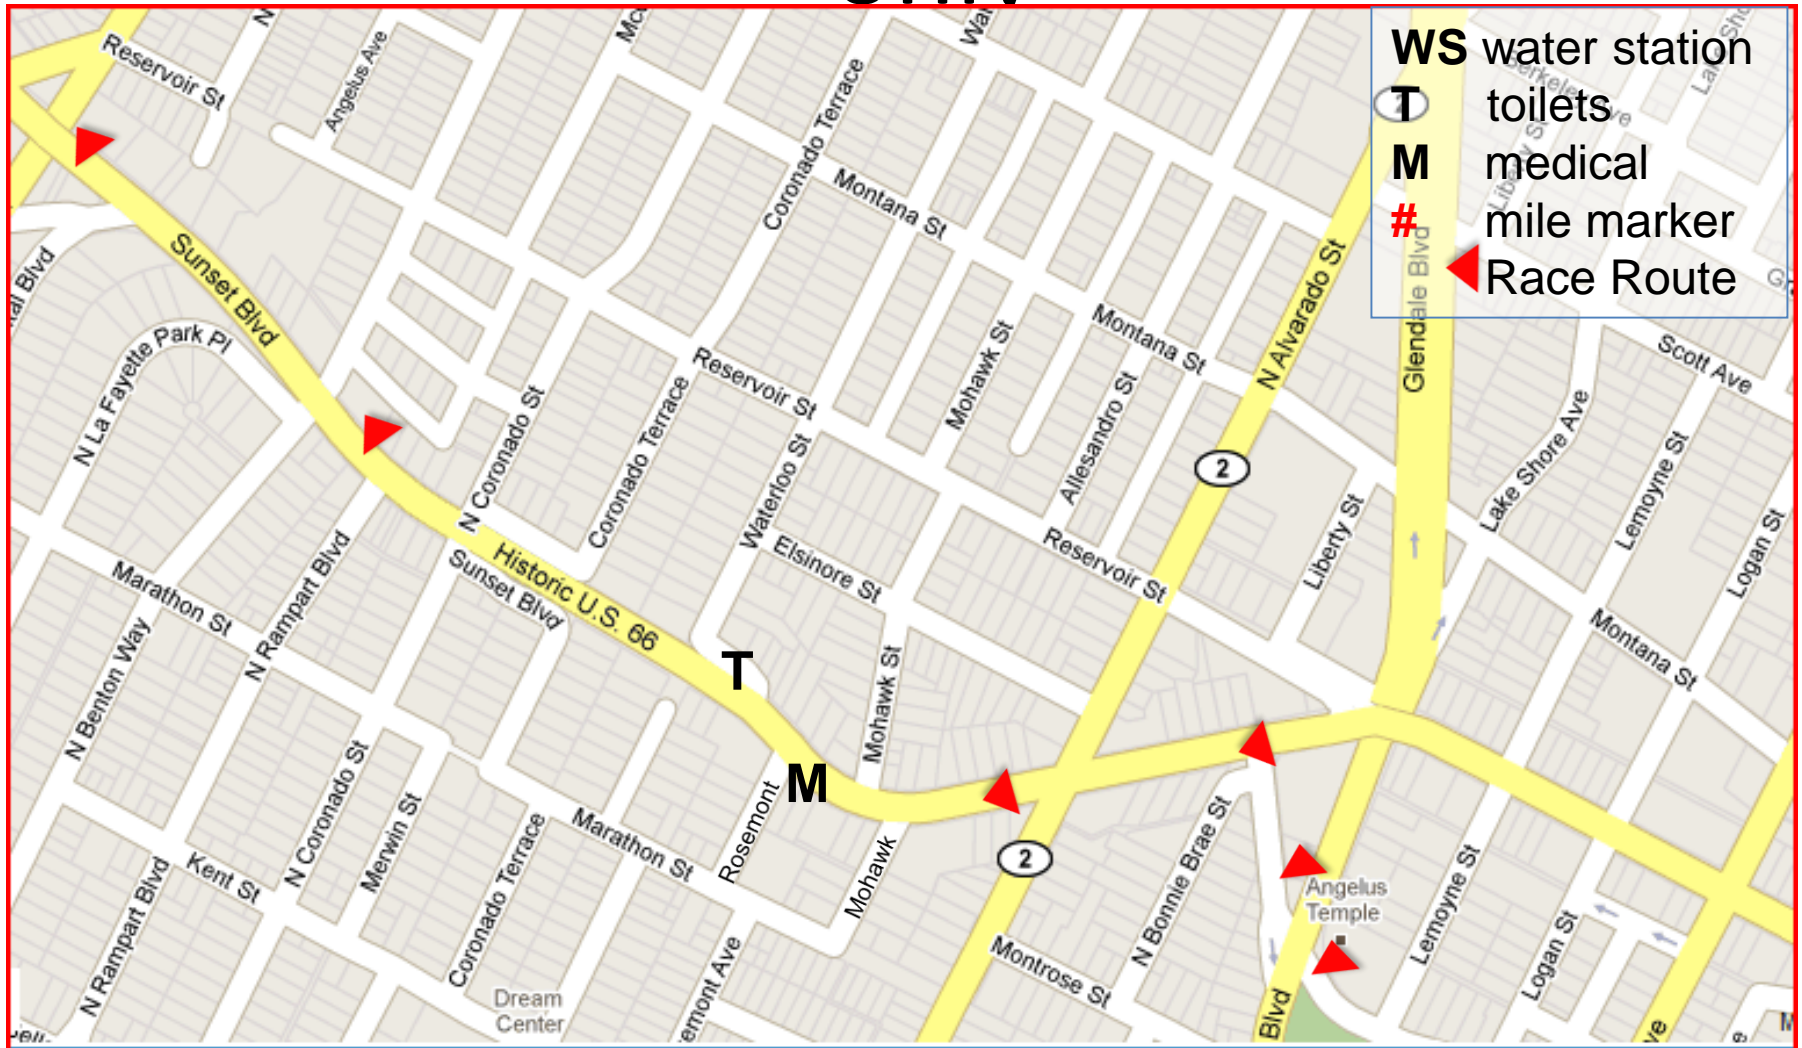 WS water station
T toilets
M medical
# mile marker
Race Route
Reservoir St
Angelus Ave
Coronado Terrace
Montana St
Berkeley Ave
Liberty St
2
N Alvarado St
Glendale Blvd
Sunset Blvd
N La Fayette Park Pl
Montana St
Scott Ave
Mohawk St
Reservoir St
Coronado Terrace
N Coronado St
Allesandro St
Waterloo St
2
Lake Shore Ave
Lemoyne St
Logan St
Liberty St
Historic U.S. 66
Sunset Blvd
Elsinore St
Reservoir St
Marathon St
N Rampart Blvd
N Benton Way
Montana St
T
Mohawk St
M
Rosemont
Mohawk
N Coronado St
Merwin St
Marathon St
Coronado Terrace
Kent St
N Rampart Blvd
2
N Bonnie Brae St
Angelus
Temple
Lemoyne St
Logan St
Montrose St
Dream
Center
Blvd